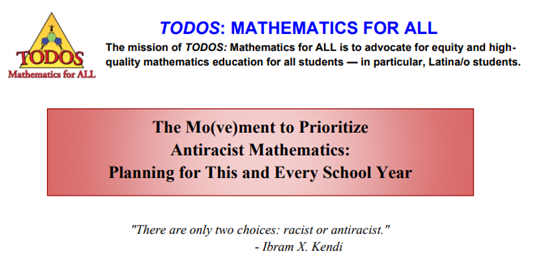 TODOS
Mathematics for ALL
TODOS: MATHEMATICS FOR ALL
The mission of TODOS: Mathematics for ALL is to advocate for equity and high-
quality mathematics education for all students — in particular, Latina/o students.
The Mo(ve)ment to Prioritize
Antiracist Mathematics:
Planning for This and Every School Year
"There are only two choices: racist or antiracist."
- Ibram X. Kendi